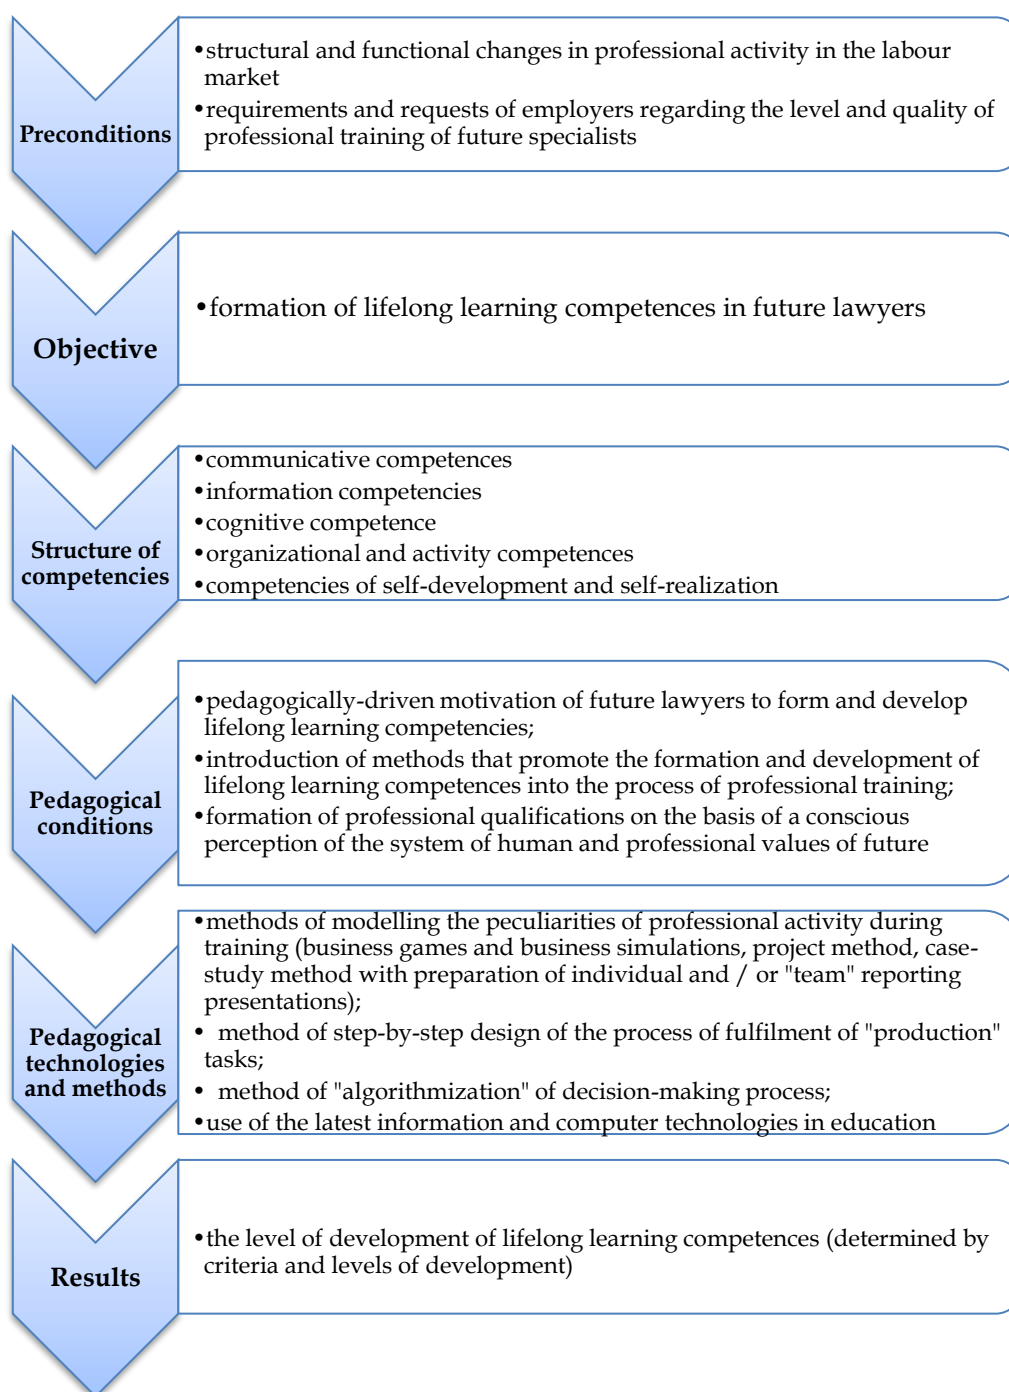 Preconditions
•structural and functional changes in professional activity in the labour
market
•requirements and requests of employers regarding the level and quality of
professional training of future specialists
Objective
•formation of lifelong learning competences in future lawyers
Structure of
competencies
•communicative competences
•information competencies
•cognitive competence
•organizational and activity competences
•competencies of self-development and self-realization
Pedagogical
conditions
•pedagogically-driven motivation of future lawyers to form and develop
lifelong learning competencies;
•introduction of methods that promote the formation and development of
lifelong learning competences into the process of professional training;
•formation of professional qualifications on the basis of a conscious
perception of the system of human and professional values of future
Pedagogical
technologies
and methods
•methods of modelling the peculiarities of professional activity during
training (business games and business simulations, project method, case-
study method with preparation of individual and / or "team" reporting
presentations);
• method of step-by-step design of the process of fulfilment of "production"
tasks;
• method of "algorithmization" of decision-making process;
•use of the latest information and computer technologies in education
Results
•the level of development of lifelong learning competences (determined by
criteria and levels of development)